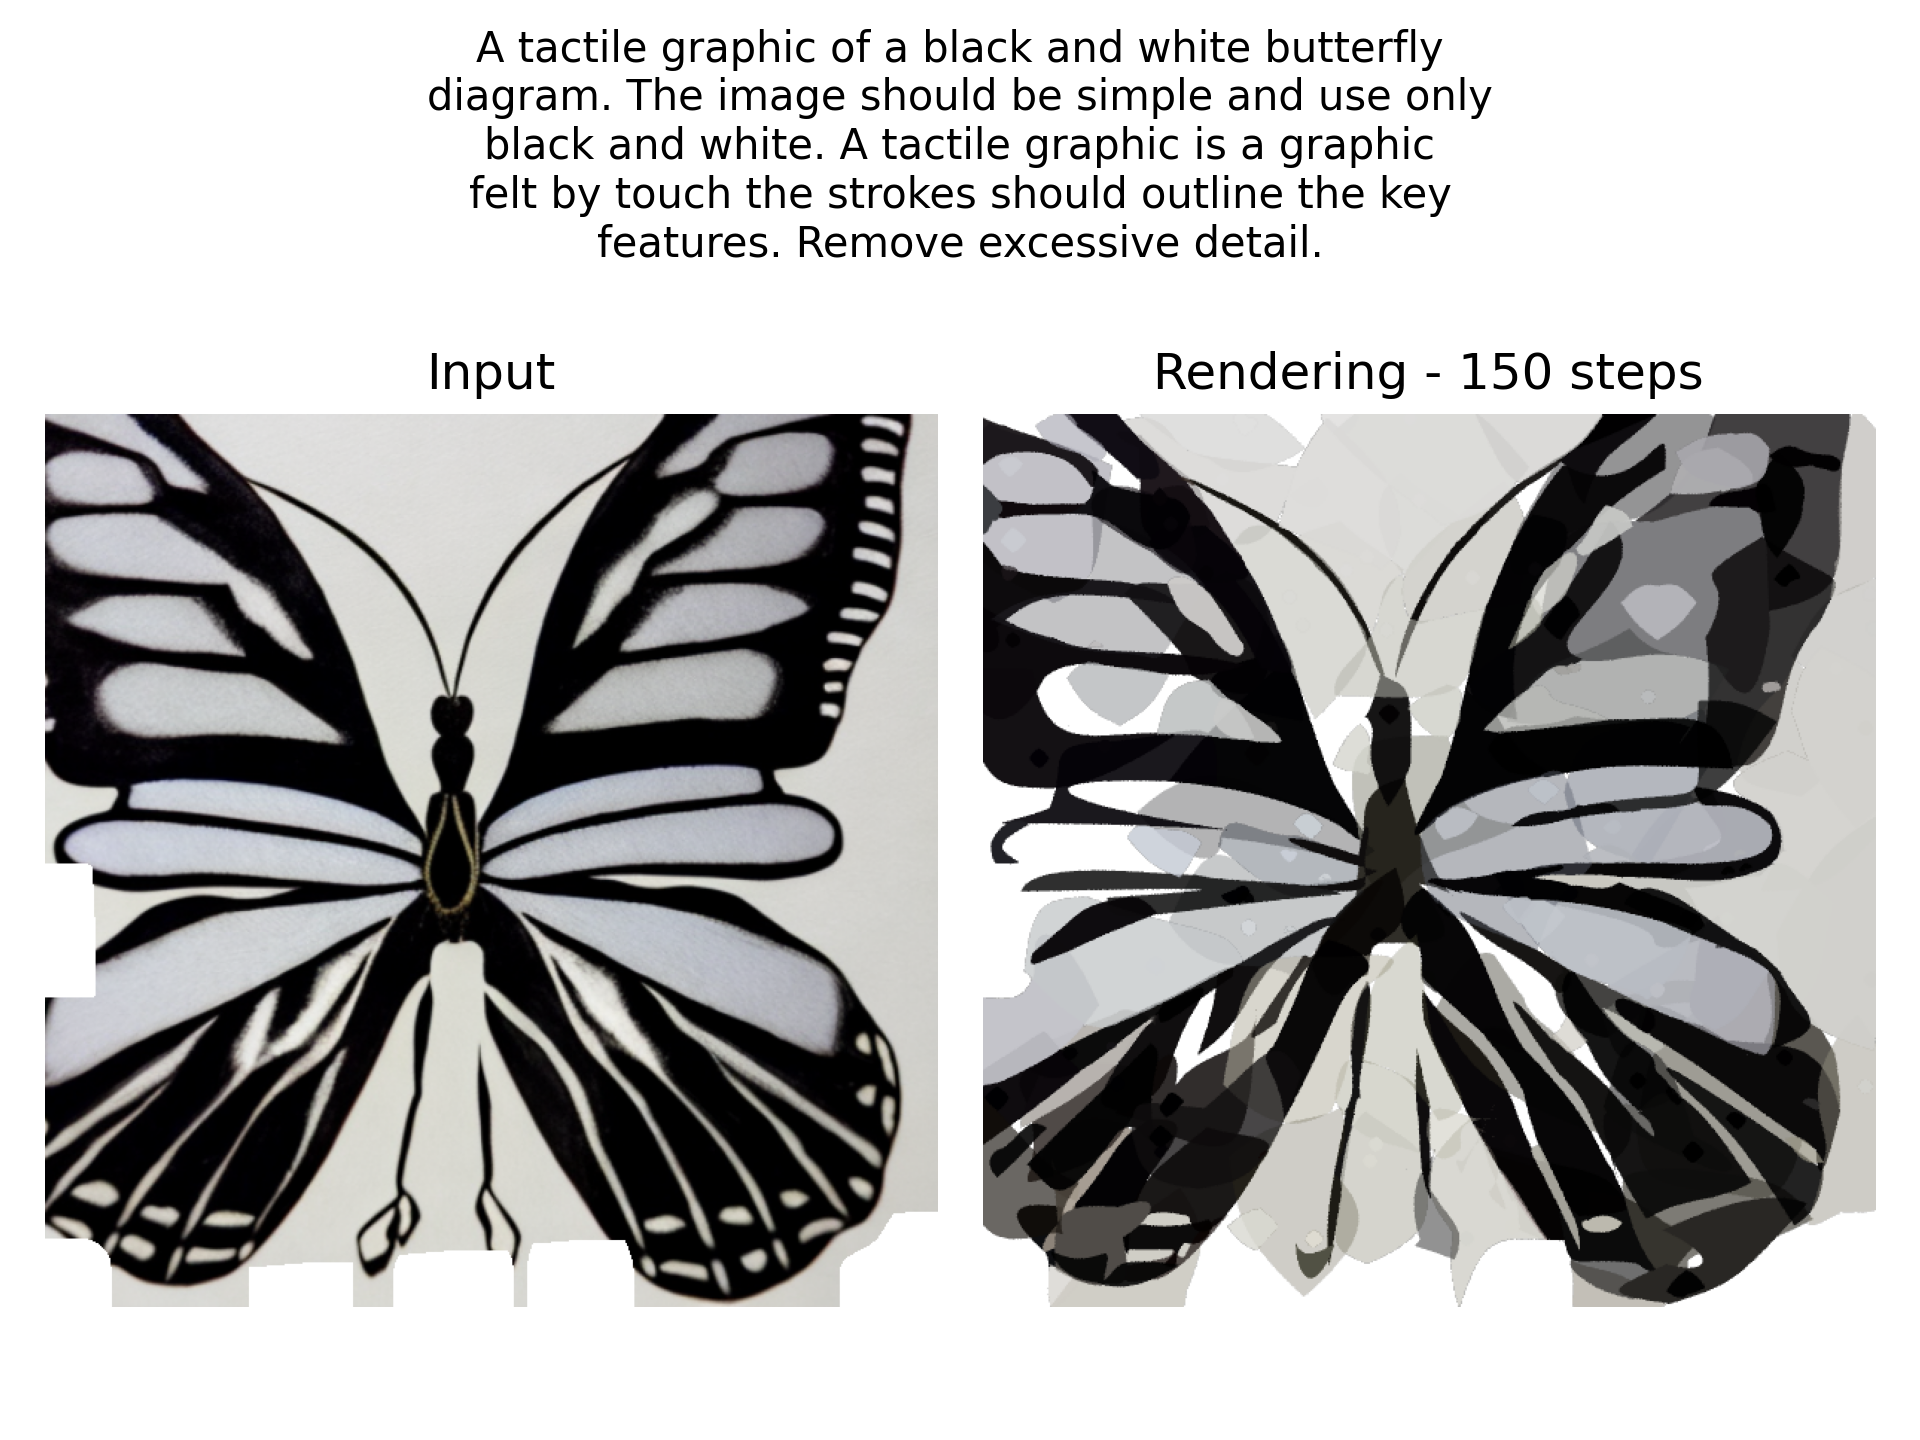 A tactile graphic of a black and white butterfly
diagram. The image should be simple and use only
black and white. A tactile graphic is a graphic
felt by touch the strokes should outline the key
features. Remove excessive detail.
Input
Rendering - 150 steps